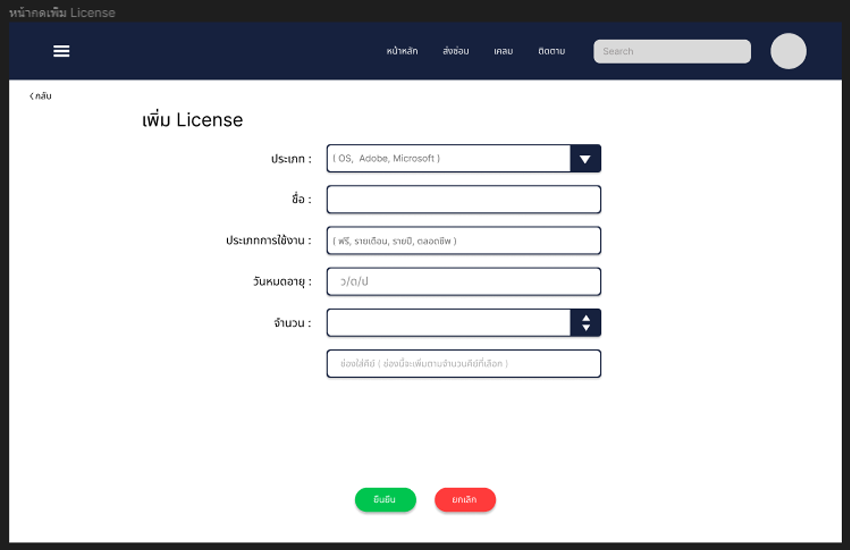 หน้ากดเพิ่ม License
หน้าหลัก ส่งซ่อม เคลม ติดตาม Search
กลับ
เพิ่ม License
ประเภท : ( OS, Adobe, Microsoft )
ชื่อ :
ประเภทการใช้งาน : ( ฟรี, รายเดือน, รายปี, ตลอดชีพ )
วันหมดอายุ : ว/ด/ป
จำนวน :
ช่องใส่คีย์ ( ช่องนี้จะเพิ่มตามจำนวนคีย์ที่เลือก )
ยืนยืน ยกเลิก